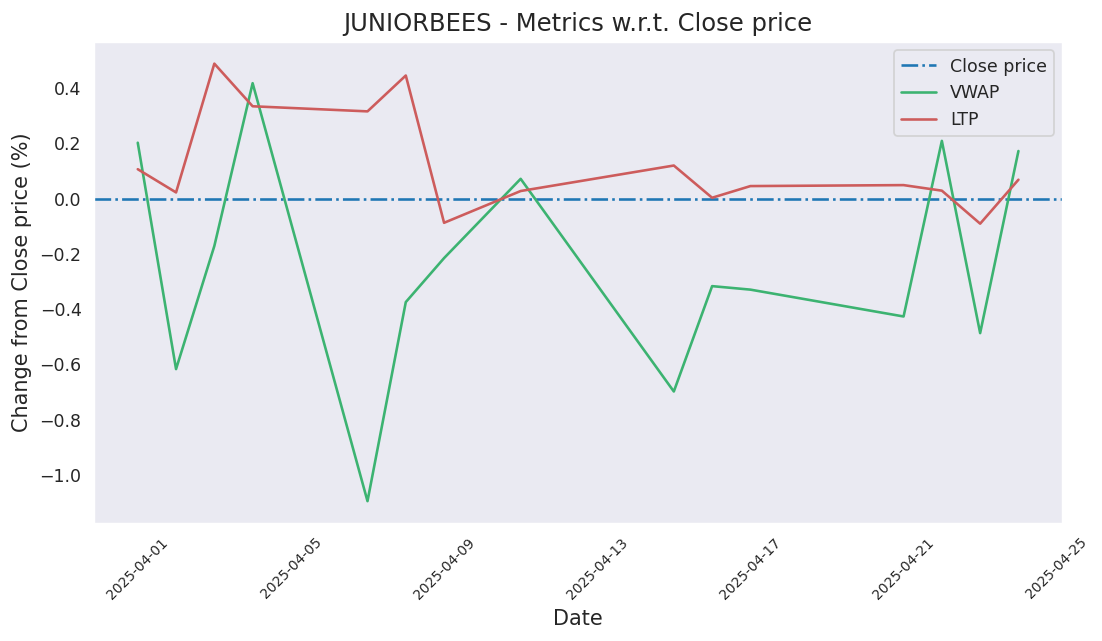 JUNIORBEES - Metrics w.r.t. Close price
Close price
VWAP
LTP
Change from Close price (%)
0.4
0.2
0.0
−0.2
−0.4
−0.6
−0.8
−1.0
2025-04-01
2025-04-05
2025-04-09
2025-04-13
2025-04-17
2025-04-21
2025-04-25
Date